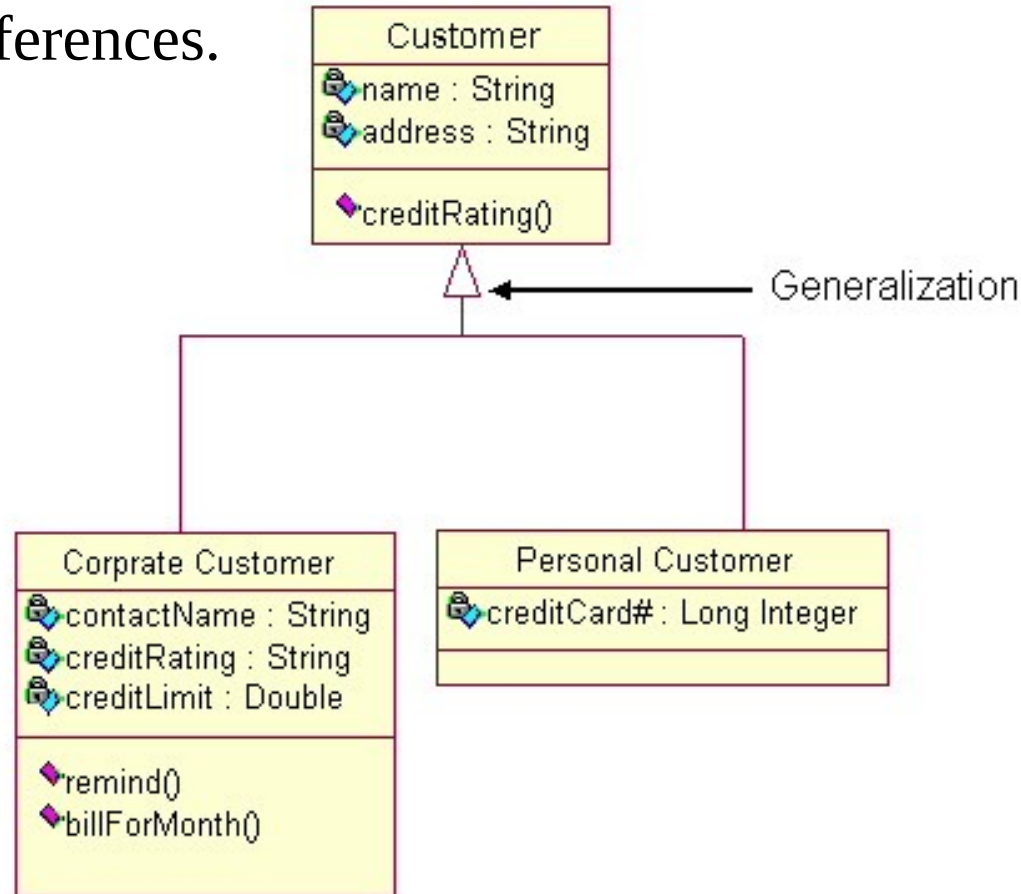 ferences.
Customer
name : String
address : String
creditRating()
Generalization
Corprate Customer
contactName : String
creditRating : String
creditLimit : Double
remind()
billForMonth()
Personal Customer
creditCard# : Long Integer